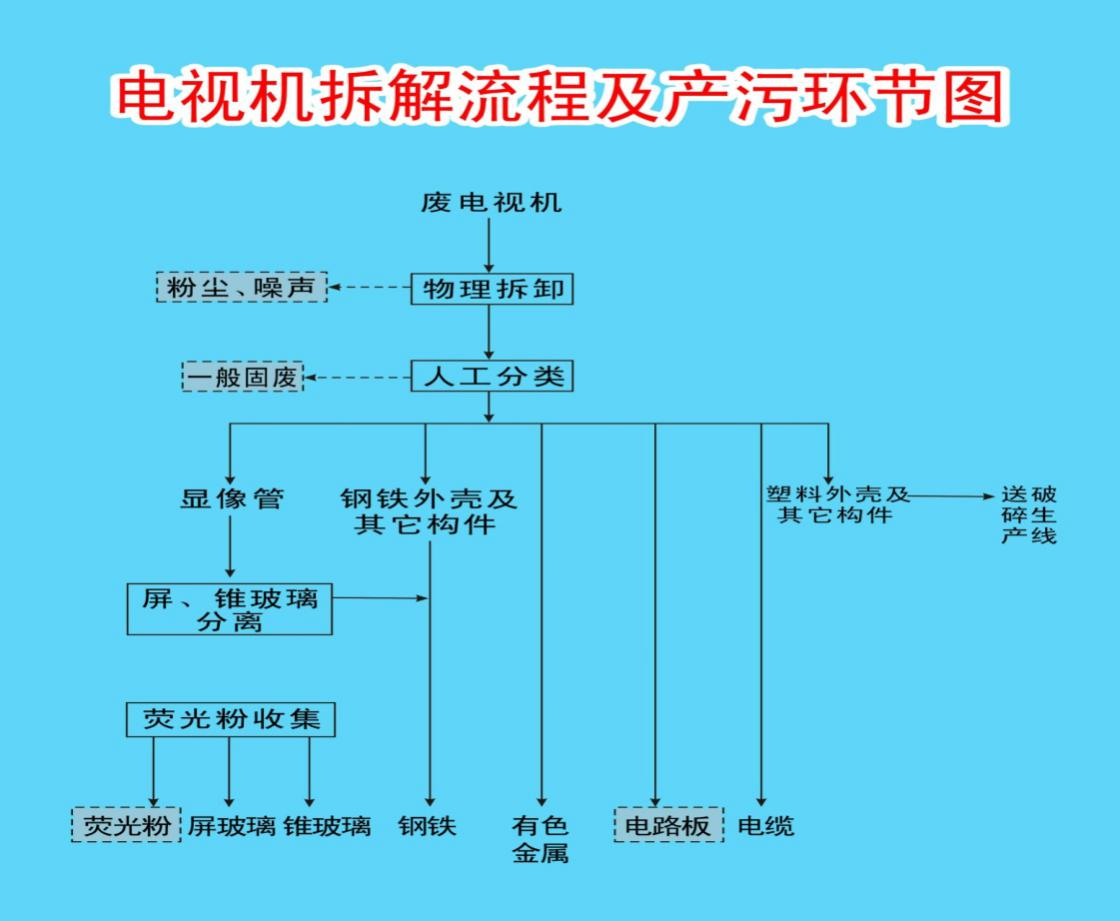 电视机拆解流程及产污环节图
废电视机
粉尘、噪声
物理拆卸
一般固废
人工分类
显像管
钢铁外壳及
其它构件
塑料外壳及
其它构件
送破
碎生
产线
屏、锥玻璃
分离
荧光粉收集
荧光粉
屏玻璃
锥玻璃
钢铁
有色
金属
电路板
电缆